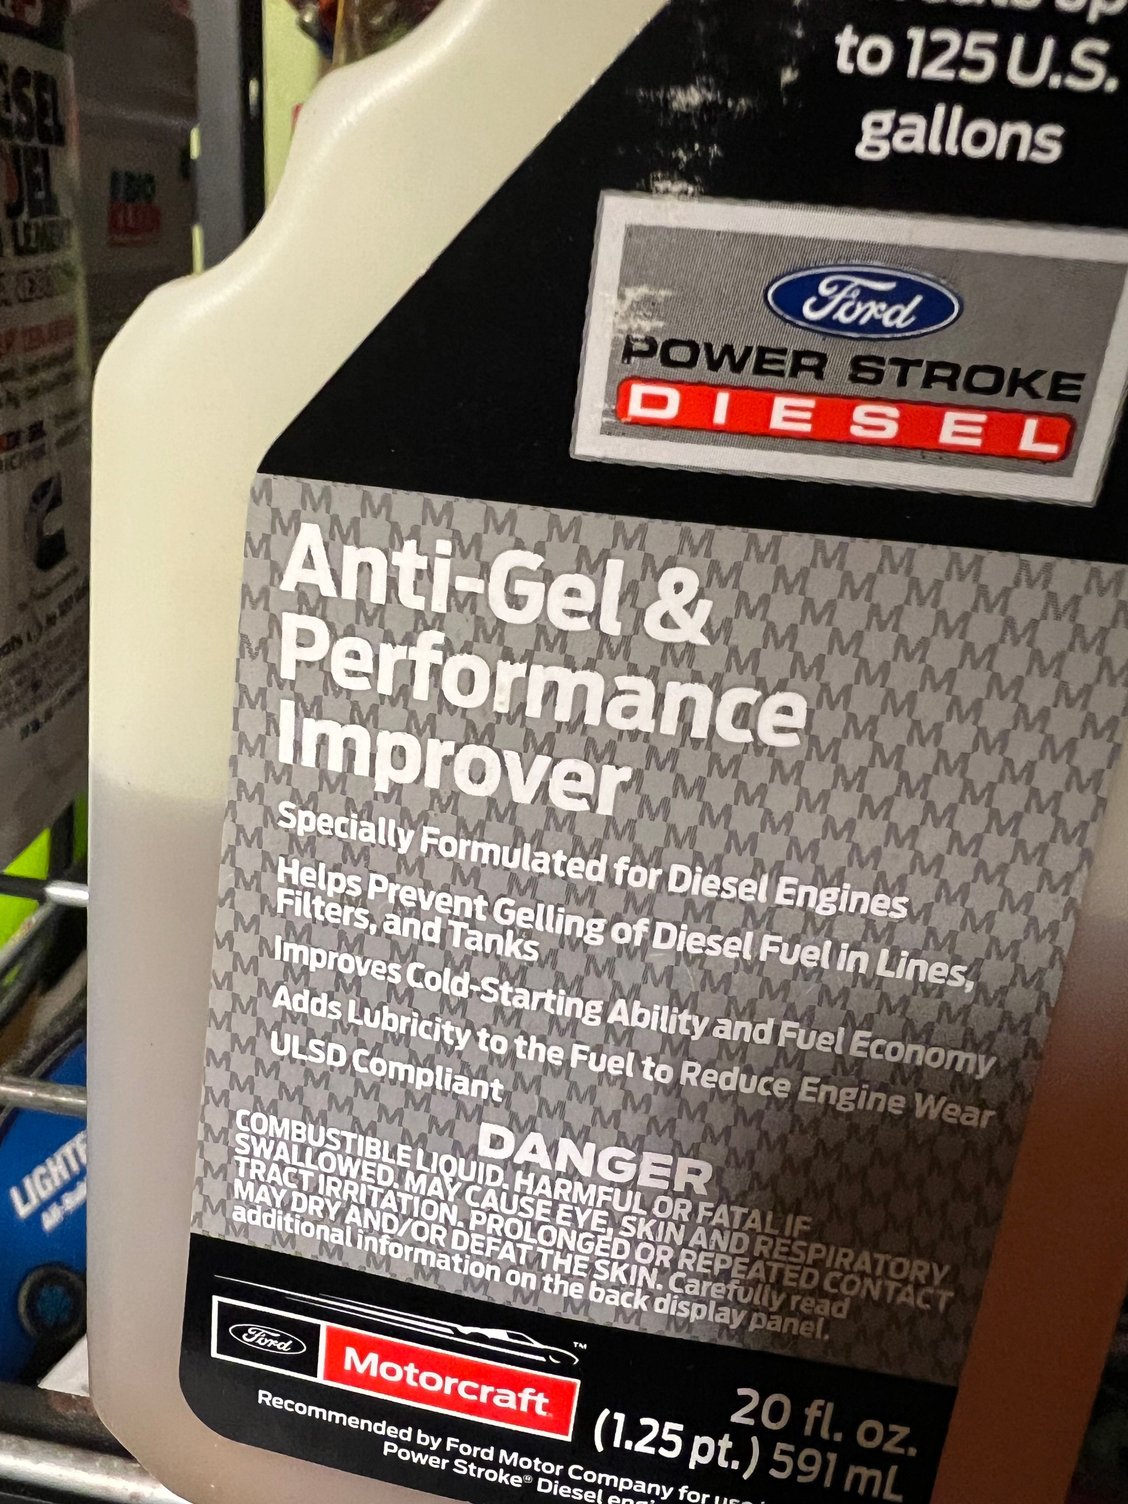 to 125 U.S.
gallons
Ford
POWER STROKE
DIESEL
Anti-Gel &
Performance
Improver
Specially Formulated for Diesel Engines
Helps Prevent Gelling of Diesel Fuel in Lines,
Filters, and Tanks
Improves Cold-Starting Ability and Fuel Economy
Adds Lubricity to the Fuel to Reduce Engine Wear
ULSD Compliant
DANGER
COMBUSTIBLE LIQUID. HARMFUL OR FATAL IF
SWALLOWED. MAY CAUSE EYE, SKIN AND RESPIRATORY
TRACT IRRITATION. PROLONGED OR REPEATED CONTACT
MAY DRY AND/OR DEFAT THE SKIN. Carefully read
additional information on the back display panel.
Ford
Motorcraft
™
20 fl. oz.
(1.25 pt.) 591 mL
Recommended by Ford Motor Company for
Power Stroke® Diesel